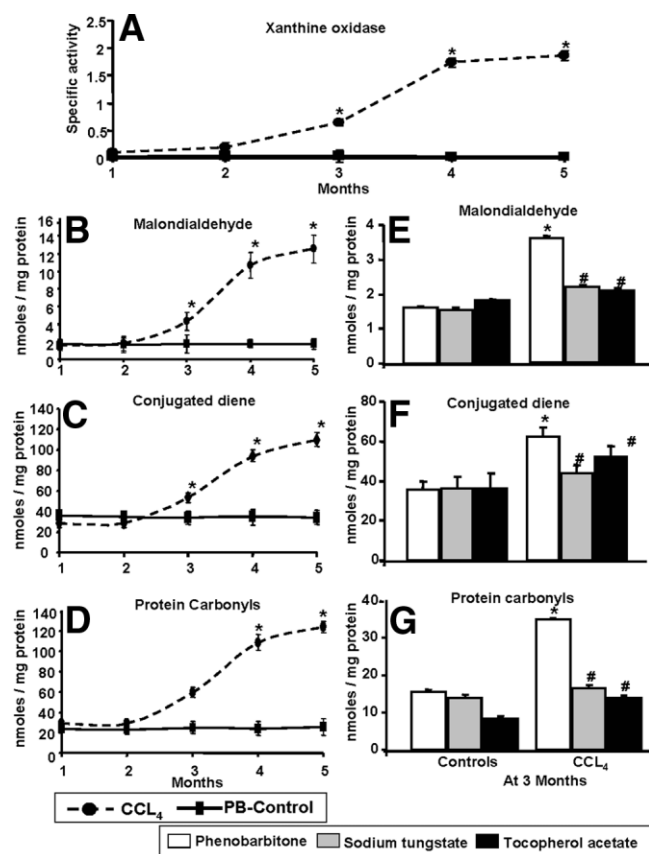 A
Xanthine oxidase
Specific activity
2.5
2
1.5
1
0.5
0
1 2 3 4 5
Months
* * *
B
Malondialdehyde
nmoles / mg protein
16
14
12
10
8
6
4
2
0
1 2 3 4 5
* * *
E
Malondialdehyde
nmoles / mg protein
4
3
2
1
0
* # #
C
Conjugated diene
nmoles / mg protein
140
120
100
80
60
40
20
0
1 2 3 4 5
* * *
F
Conjugated diene
nmoles / mg protein
80
60
40
20
0
* # #
D
Protein Carbonyls
nmoles / mg protein
140
120
100
80
60
40
20
0
1 2 3 4 5
Months
* *
G
Protein carbonyls
nmoles / mg protein
40
30
20
10
0
* # #
Controls CCL₄
At 3 Months
CCL₄ PB-Control
Phenobarbitone Sodium tungstate Tocopherol acetate